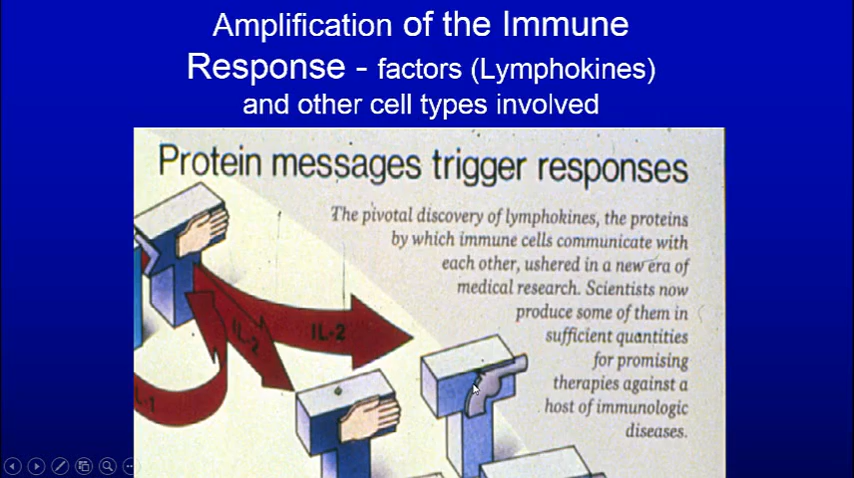 Amplification of the Immune
Response - factors (Lymphokines)
and other cell types involved
Protein messages trigger responses
The pivotal discovery of lymphokines, the proteins
by which immune cells communicate with
each other, ushered in a new era of
medical research. Scientists now
produce some of them in
sufficient quantities
for promising
therapies against a
host of immunologic
diseases.
IL-2
IL-2
IL-1